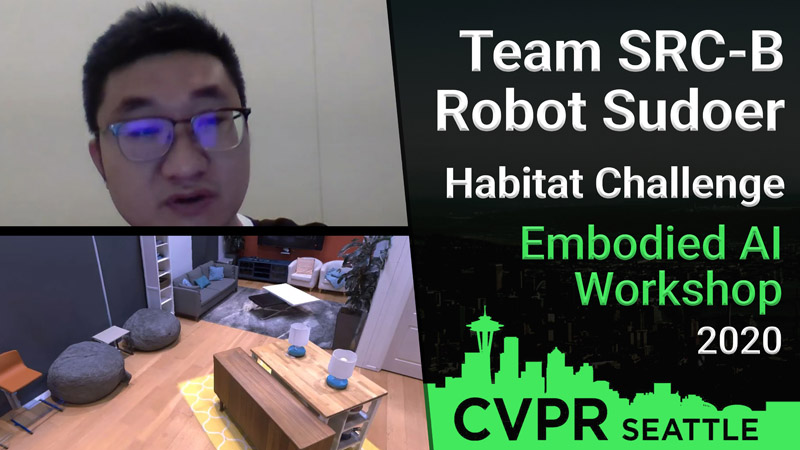 Team SRC-B
Robot Sudoer
Habitat Challenge
Embodied AI
Workshop
2020
CVPR SEATTLE